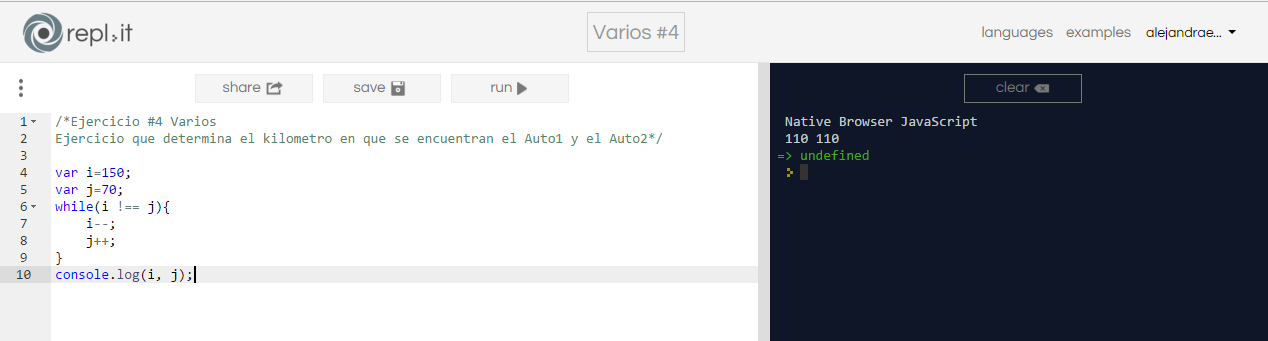 repl.it
Varios #4
languages examples alejandrae...
share save run
clear
1 /*Ejercicio #4 Varios
2 Ejercicio que determina el kilometro en que se encuentran el Auto1 y el Auto2*/
3
4 var i=150;
5 var j=70;
6 while(i !== j){
7 i--;
8 j++;
9 }
10 console.log(i, j);
Native Browser JavaScript
110 110
=> undefined